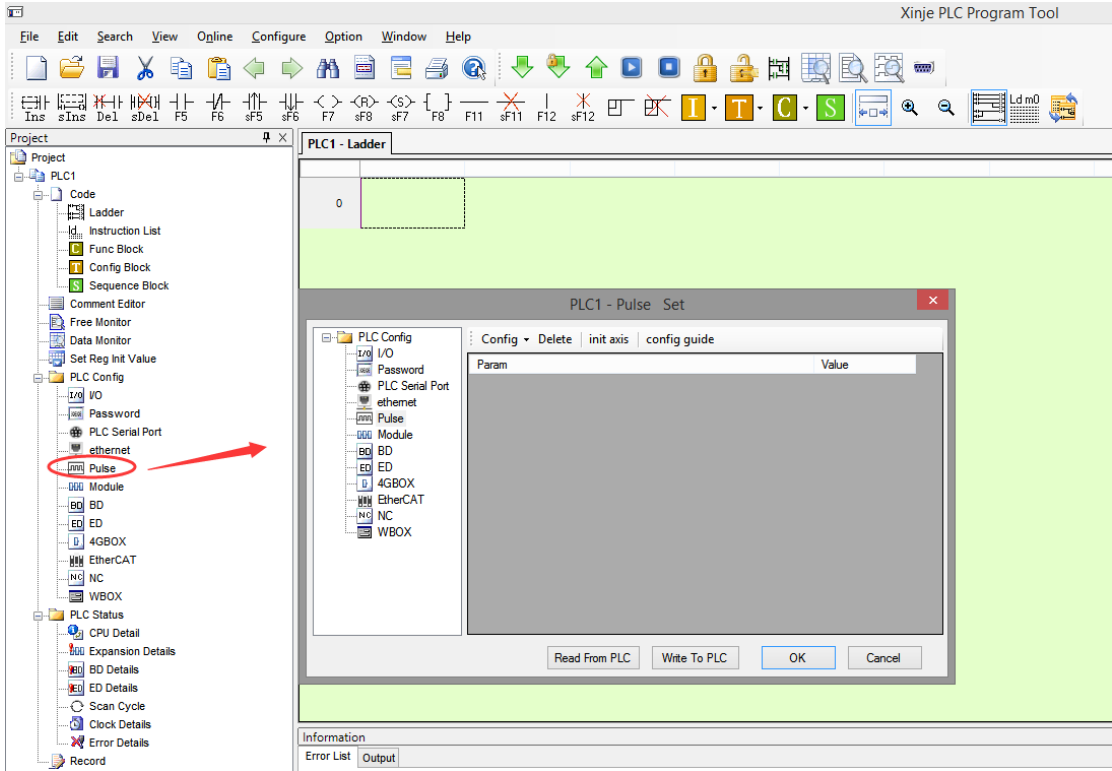 Xinje PLC Program Tool
File Edit Search View Online Configure Option Window Help
Ins sIns Del sDel F5 F6 sF5 sF6 F7 sF8 sF7 F8 F11 sF11 F12 sF12 I T C S Ld m0
Project
PLC1 - Ladder
Project
PLC1
Code
Ladder
Instruction List
Func Block
Config Block
Sequence Block
Comment Editor
Free Monitor
Data Monitor
Set Reg Init Value
PLC Config
I/O
Password
PLC Serial Port
ethernet
Pulse
Module
BD
ED
4GBOX
EtherCAT
NC
WBOX
PLC Status
CPU Detail
Expansion Details
BD Details
ED Details
Scan Cycle
Clock Details
Error Details
Record
0
PLC1 - Pulse Set
PLC Config
I/O
Password
PLC Serial Port
ethernet
Pulse
Module
BD
ED
4GBOX
EtherCAT
NC
WBOX
Config Delete init axis config guide
Param Value
Read From PLC Write To PLC OK Cancel
Information
Error List Output